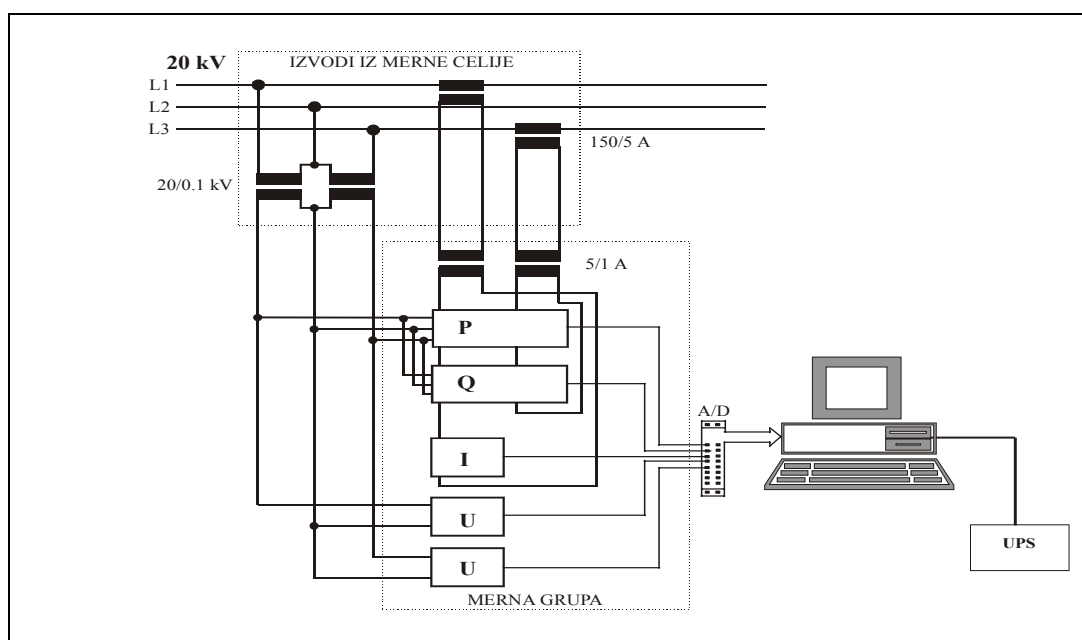 20 kV
IZVODI IZ MERNE CELIJE
L1
L2
L3
150/5 A
20/0.1 kV
5/1 A
P
Q
A/D
I
U
UPS
U
MERNA GRUPA